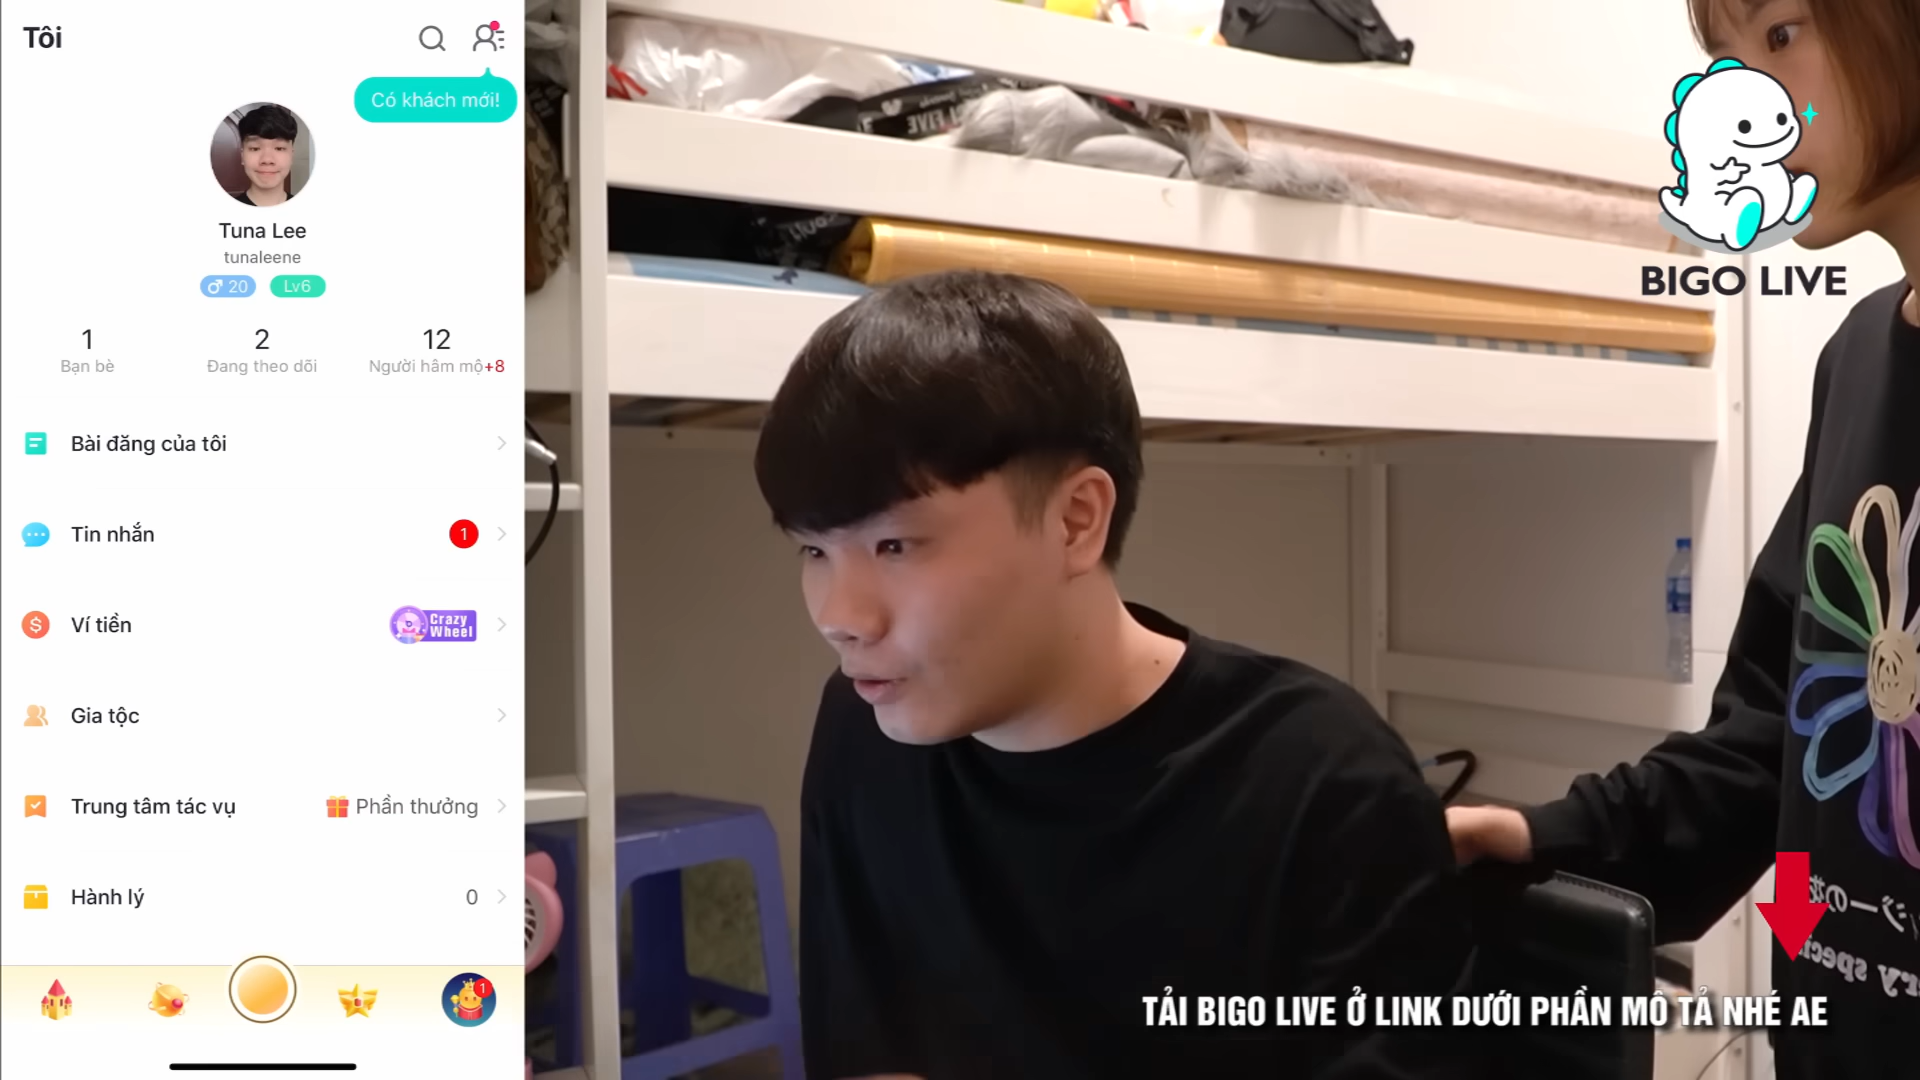 Tôi
Có khách mới!
Tuna Lee
tunaleene
20
Lv6
1
2
12
Bạn bè
Đang theo dõi
Người hâm mộ+8
Bài đăng của tôi
Tin nhắn
1
Ví tiền
Crazy
Wheel
Gia tộc
Trung tâm tác vụ
Phần thưởng
Hành lý
0
1
BIGO LIVE
TẢI BIGO LIVE Ở LINK DƯỚI PHẦN MÔ TẢ NHÉ AE